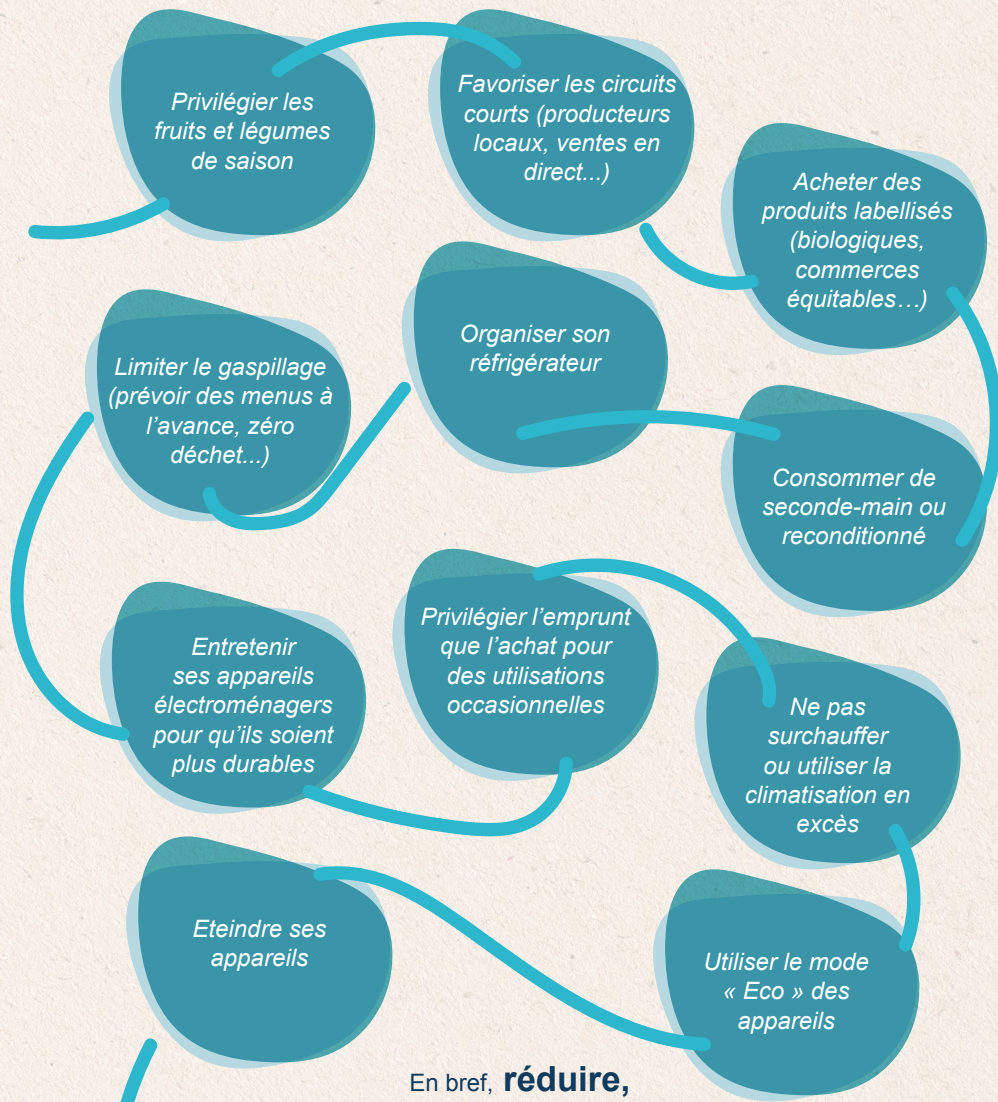 Privilégier les
fruits et légumes
de saison
Favoriser les circuits
courts (producteurs
locaux, ventes en
direct...)
Acheter des
produits labellisés
(biologiques,
commerces
équitables…)
Consommer de
seconde-main ou
reconditionné
Organiser son
réfrigérateur
Limiter le gaspillage
(prévoir des menus à
l’avance, zéro
déchet...)
Entretenir
ses appareils
électroménagers
pour qu’ils soient
plus durables
Privilégier l’emprunt
que l’achat pour
des utilisations
occasionnelles
Ne pas
surchauffer
ou utiliser la
climatisation en
excès
Utiliser le mode
« Eco » des
appareils
Eteindre ses
appareils
En bref, réduire,